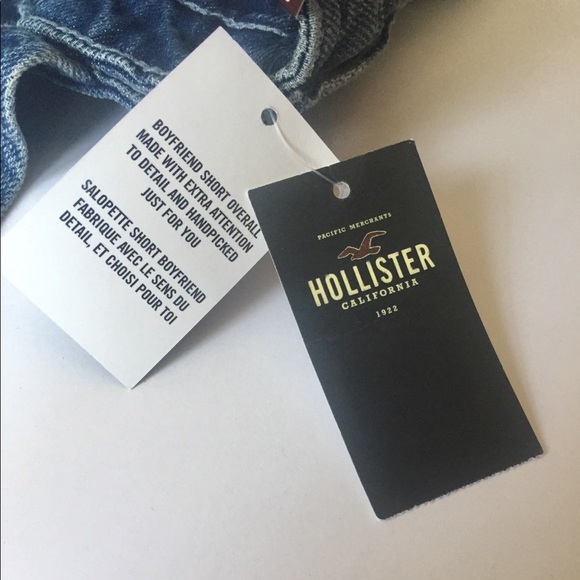 BOYFRIEND SHORT OVERALL
MADE WITH EXTRA ATTENTION
TO DETAIL AND HANDPICKED
JUST FOR YOU
SALOPETTE SHORT BOYFRIEND
FABRIQUE AVEC LE SENS DU
DETAIL, ET CHOISI POUR TOI
PACIFIC MERCHANTS
HOLLISTER
CALIFORNIA
1922